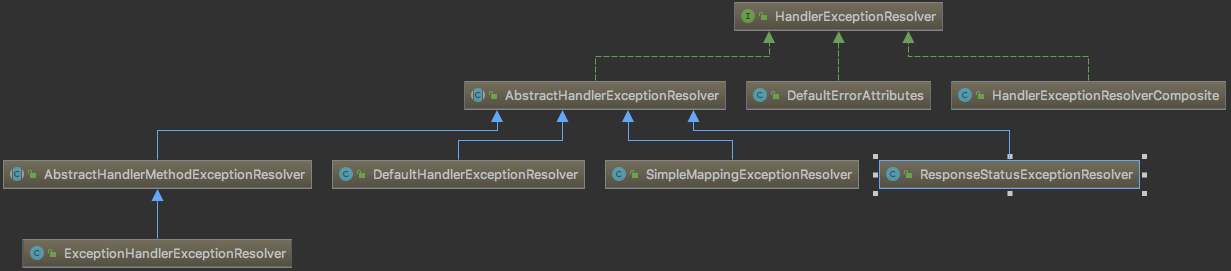 HandlerExceptionResolver
AbstractHandlerExceptionResolver
DefaultErrorAttributes
HandlerExceptionResolverComposite
AbstractHandlerMethodExceptionResolver
DefaultHandlerExceptionResolver
SimpleMappingExceptionResolver
ResponseStatusExceptionResolver
ExceptionHandlerExceptionResolver